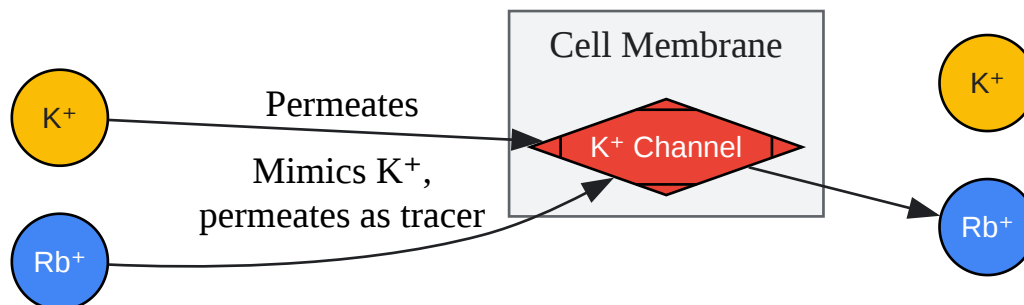 Cell Membrane
K⁺
Permeates
K⁺
K⁺ Channel
Mimics K⁺,
permeates as tracer
Rb⁺
Rb⁺